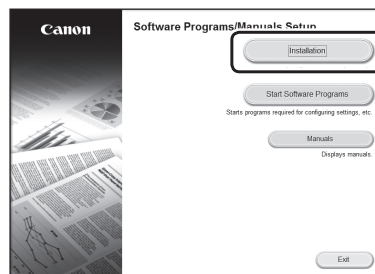 Canon
Software Programs/Manuals Setup
Installation
Start Software Programs
Starts programs required for configuring settings, etc.
Manuals
Displays manuals.
Exit